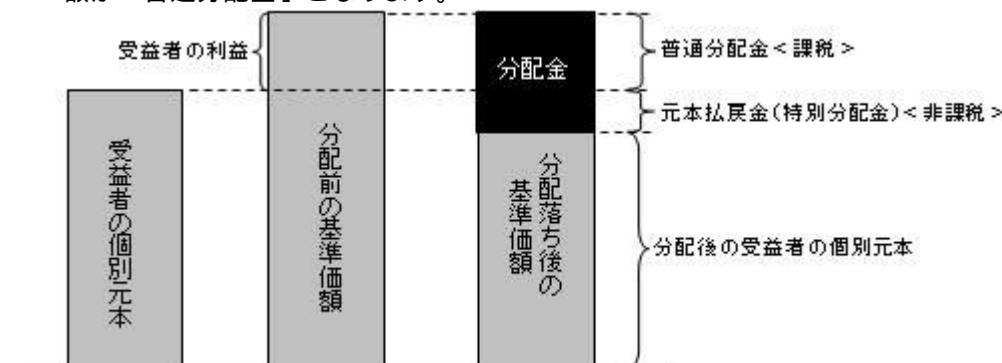 受益者の利益
分配金
普通分配金<課税>
元本払戻金(特別分配金)<非課税>
受益者の個別元本
分配前の基準価額
分配落ち後の
基準価額
分配後の受益者の個別元本